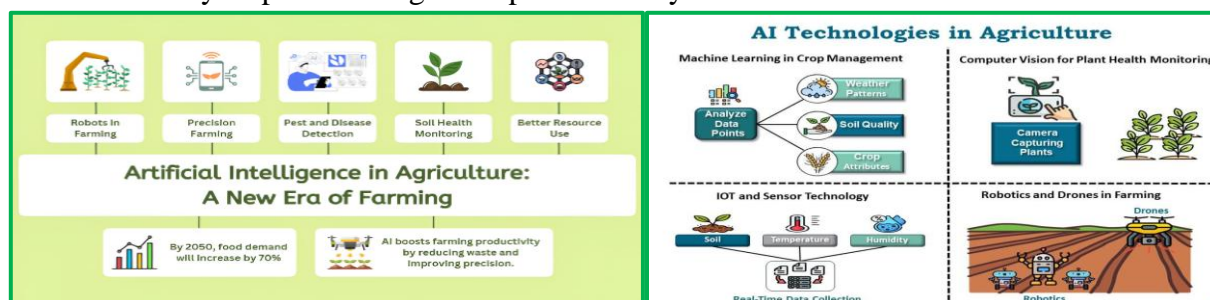 Robots in
Farming
Precision
Farming
Pest and Disease
Detection
Soil Health
Monitoring
Better Resource
Use
Artificial Intelligence in Agriculture:
A New Era of Farming
By 2050, food demand
will increase by 70%
AI boosts farming productivity
by reducing waste and
improving precision.
AI Technologies in Agriculture
Machine Learning in Crop Management
Analyze
Data
Points
Weather
Patterns
Soil Quality
Crop
Attributes
Computer Vision for Plant Health Monitoring
Camera
Capturing
Plants
IOT and Sensor Technology
Soil
Temperature
Humidity
Real-Time Data Collection
Robotics and Drones in Farming
Drones
Robotics